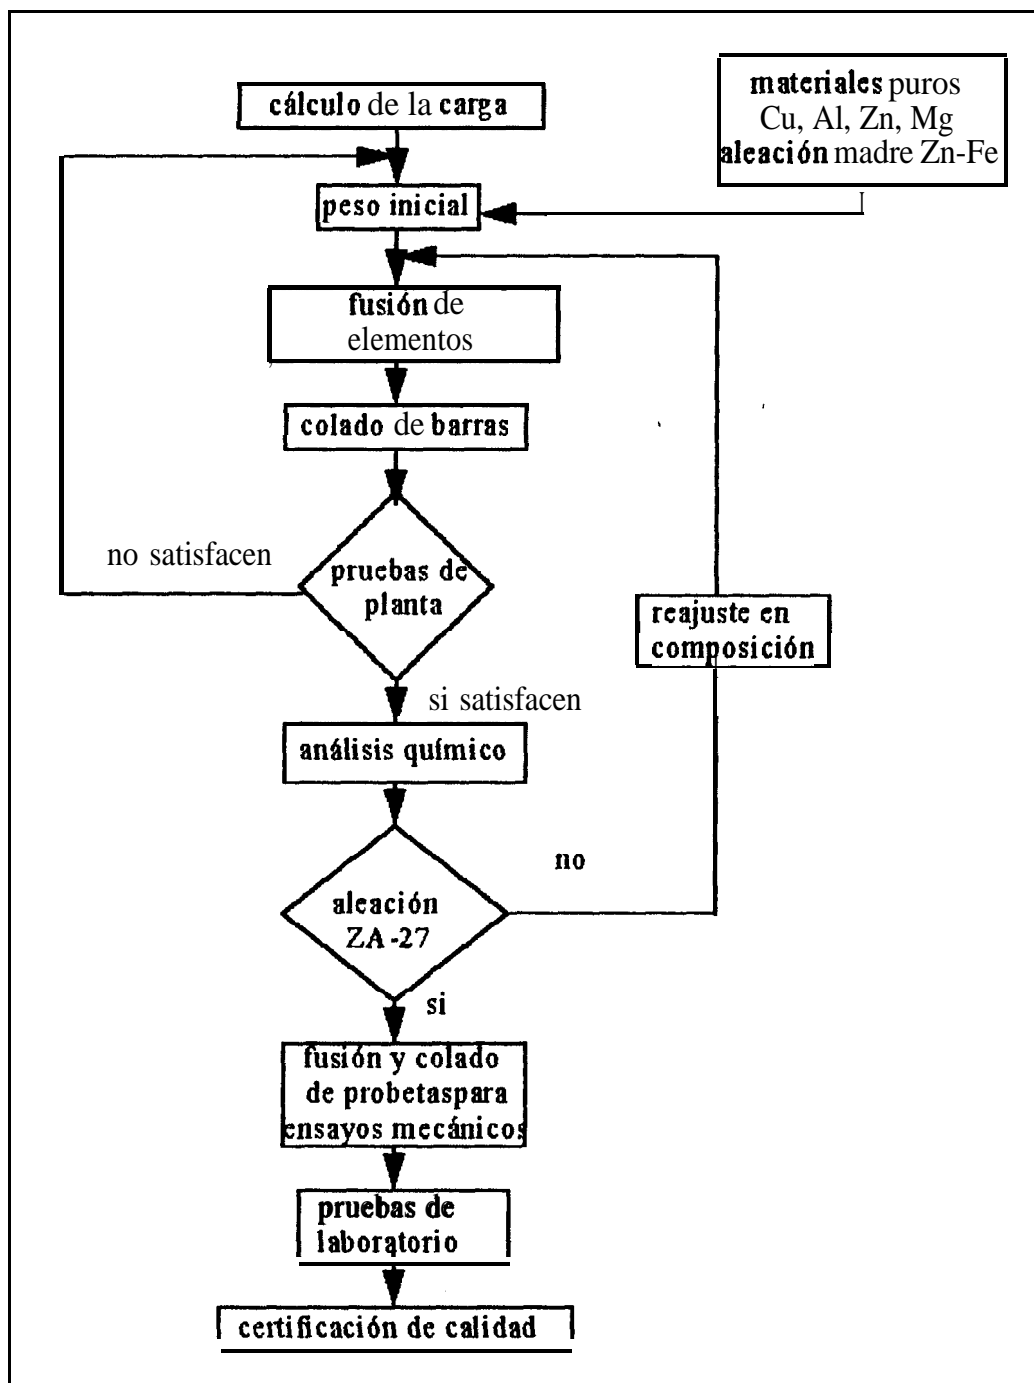 cálculo de la carga
materiales puros
Cu, Al, Zn, Mg
aleación madre Zn-Fe
peso inicial
fusión de
elementos
colado de barras
pruebas de
planta
no satisfacen
si satisfacen
reajuste en
composición
análisis químico
aleación
ZA-27
no
si
fusión y colado
de probetaspara
ensayos mecánicos
pruebas de
laboratorio
certificación de calidad